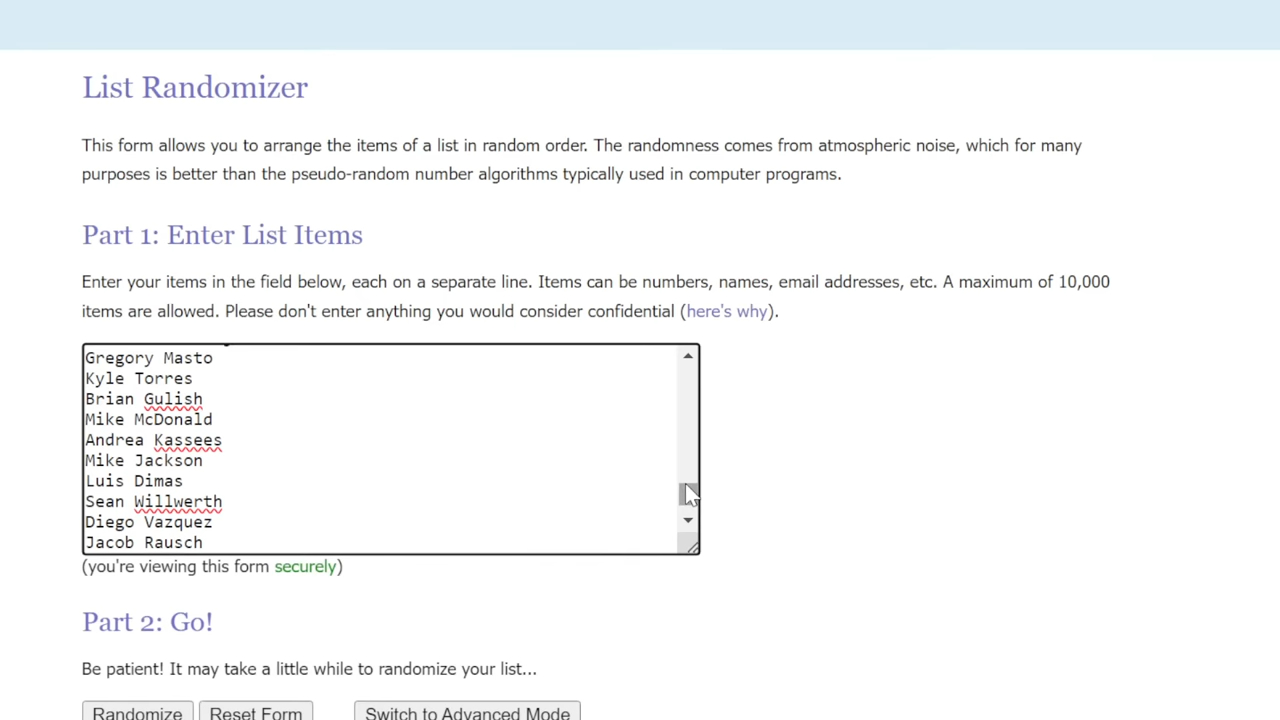 List Randomizer
This form allows you to arrange the items of a list in random order. The randomness comes from atmospheric noise, which for many
purposes is better than the pseudo-random number algorithms typically used in computer programs.
Part 1: Enter List Items
Enter your items in the field below, each on a separate line. Items can be numbers, names, email addresses, etc. A maximum of 10,000
items are allowed. Please don't enter anything you would consider confidential (here's why).
Gregory Masto
Kyle Torres
Brian Gulish
Mike McDonald
Andrea Kassees
Mike Jackson
Luis Dimas
Sean Willwerth
Diego Vazquez
Jacob Rausch
(you're viewing this form securely)
Part 2: Go!
Be patient! It may take a little while to randomize your list...
Randomize Reset Form Switch to Advanced Mode